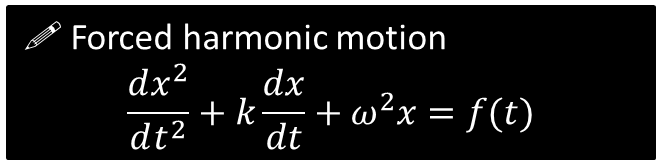 Forced harmonic motion
dx²/dt² + k dx/dt + ω²x = f(t)